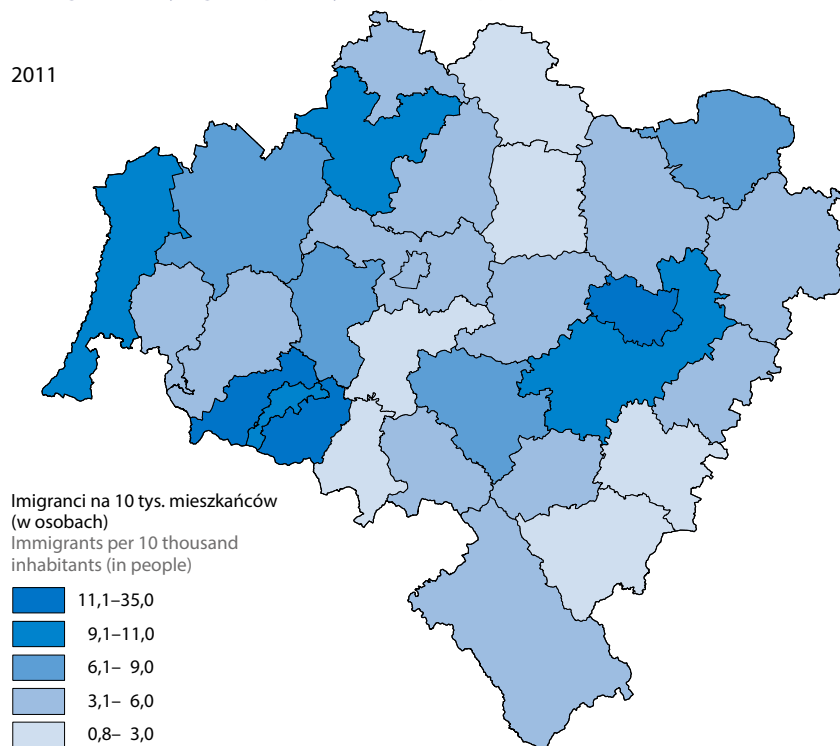 2011
Imigranci na 10 tys. mieszkańców
(w osobach)
Immigrants per 10 thousand
inhabitants (in people)
11,1–35,0
9,1–11,0
6,1– 9,0
3,1– 6,0
0,8– 3,0